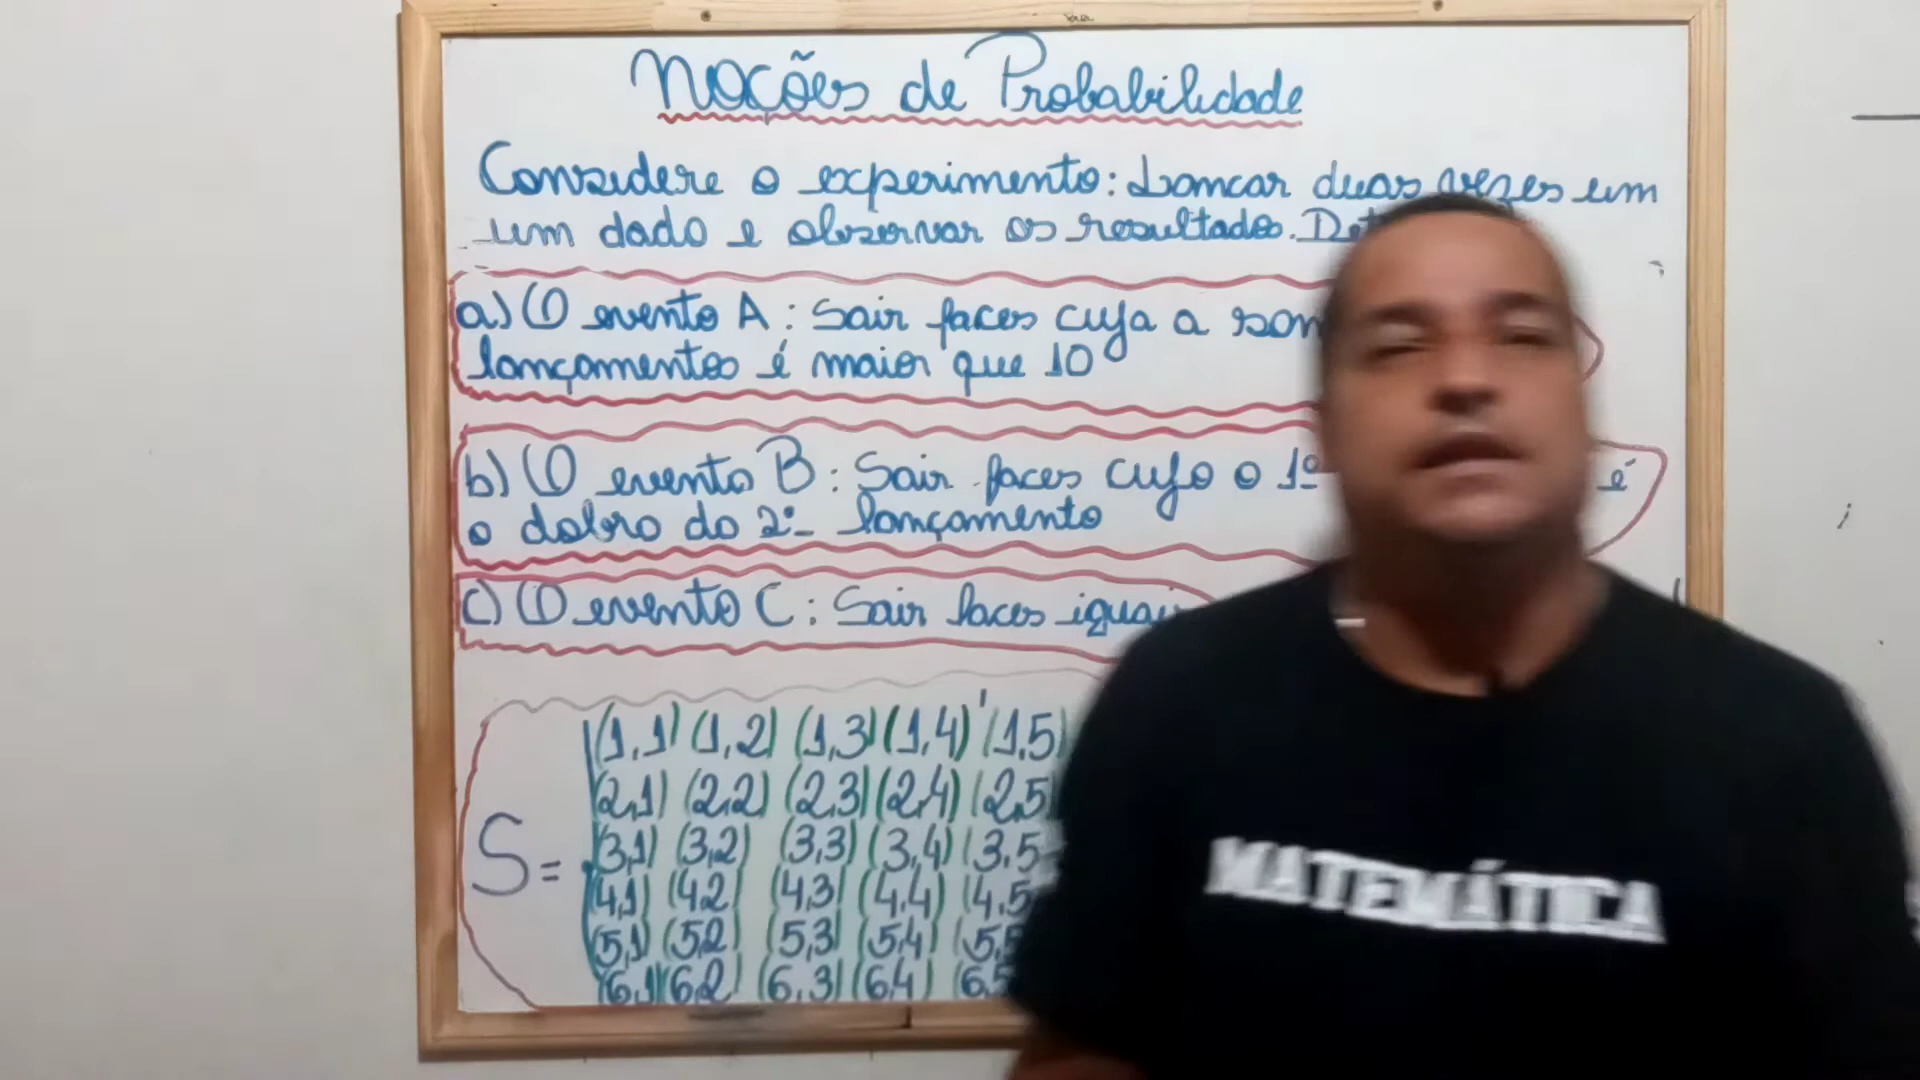 Noções de Probabilidade
Considere o experimento: Lancar duas vezes um
um dado e observar os resultados.
a) O evento A: Sair faces cuja a
lançamentos é maior que 10
b) O evento B: Sair faces cujo o 1º é
o dobro do 2º lançamento
c) O evento C: Sair faces iguais
(1,1) (1,2) (1,3) (1,4) (1,5)
(2,1) (2,2) (2,3) (2,4) (2,5)
S= (3,1) (3,2) (3,3) (3,4) (3,5
(4,1) (4,2) (4,3) (4,4) (4,5
(5,1) (5,2) (5,3) (5,4) (5,5
(6,1) (6,2) (6,3) (6,4) (6,5
MATEMÁTICA